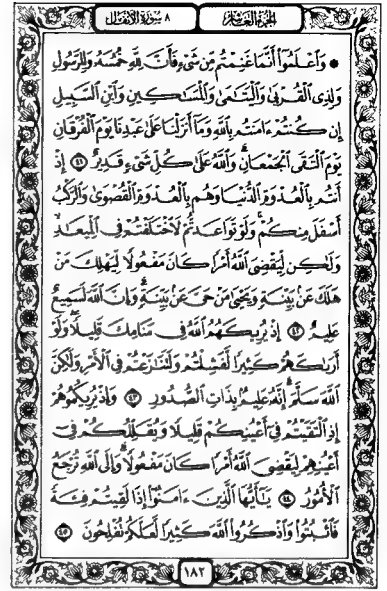 الجزء العاشر
٨ سورة الأنفال
۞ وَٱعْلَمُوٓا۟ أَنَّمَا غَنِمْتُم مِّن شَىْءٍ فَأَنَّ لِلَّهِ خُمُسَهُۥ وَلِلرَّسُولِ
وَلِذِى ٱلْقُرْبَىٰ وَٱلْيَتَـٰمَىٰ وَٱلْمَسَـٰكِينِ وَٱبْنِ ٱلسَّبِيلِ
إِن كُنتُمْ ءَامَنتُم بِٱللَّهِ وَمَآ أَنزَلْنَا عَلَىٰ عَبْدِنَا يَوْمَ ٱلْفُرْقَانِ
يَوْمَ ٱلْتَقَى ٱلْجَمْعَانِ ۗ وَٱللَّهُ عَلَىٰ كُلِّ شَىْءٍ قَدِيرٌ ٤١ إِذْ
أَنتُم بِٱلْعُدْوَةِ ٱلدُّنْيَا وَهُم بِٱلْعُدْوَةِ ٱلْقُصْوَىٰ وَٱلرَّكْبُ
أَسْفَلَ مِنكُمْ ۚ وَلَوْ تَوَاعَدتُّمْ لَٱخْتَلَفْتُمْ فِى ٱلْمِيعَـٰدِ ۙ
وَلَـٰكِن لِّيَقْضِىَ ٱللَّهُ أَمْرًا كَانَ مَفْعُولًا لِّيَهْلِكَ مَنْ
هَلَكَ عَنۢ بَيِّنَةٍ وَيَحْيَىٰ مَنْ حَىَّ عَنۢ بَيِّنَةٍ ۗ وَإِنَّ ٱللَّهَ لَسَمِيعٌ
عَلِيمٌ ٤٢ إِذْ يُرِيكَهُمُ ٱللَّهُ فِى مَنَامِكَ قَلِيلًا ۖ وَلَوْ
أَرَىٰكَهُمْ كَثِيرًا لَّفَشِلْتُمْ وَلَتَنَـٰزَعْتُمْ فِى ٱلْأَمْرِ وَلَـٰكِنَّ
ٱللَّهَ سَلَّمَ ۗ إِنَّهُۥ عَلِيمٌۢ بِذَاتِ ٱلصُّدُورِ ٤٣ وَإِذْ يُرِيكُمُوهُمْ
إِذِ ٱلْتَقَيْتُمْ فِىٓ أَعْيُنِكُمْ قَلِيلًا وَيُقَلِّلُكُمْ فِىٓ
أَعْيُنِهِمْ لِيَقْضِىَ ٱللَّهُ أَمْرًا كَانَ مَفْعُولًا ۗ وَإِلَى ٱللَّهِ تُرْجَعُ
ٱلْأُمُورُ ٤٤ يَـٰٓأَيُّهَا ٱلَّذِينَ ءَامَنُوٓا۟ إِذَا لَقِيتُمْ فِئَةً
فَٱثْبُتُوا۟ وَٱذْكُرُوا۟ ٱللَّهَ كَثِيرًا لَّعَلَّكُمْ تُفْلِحُونَ ٤٥
١٨٢